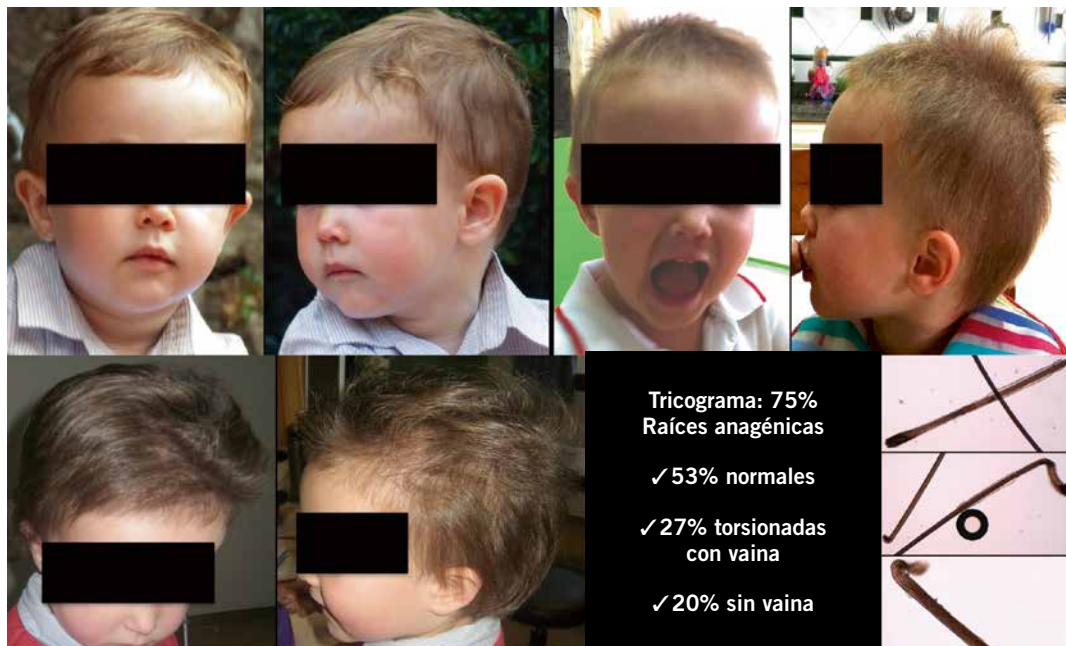 Tricograma: 75%
Raíces anagénicas
✓53% normales
✓27% torsionadas
con vaina
✓20% sin vaina